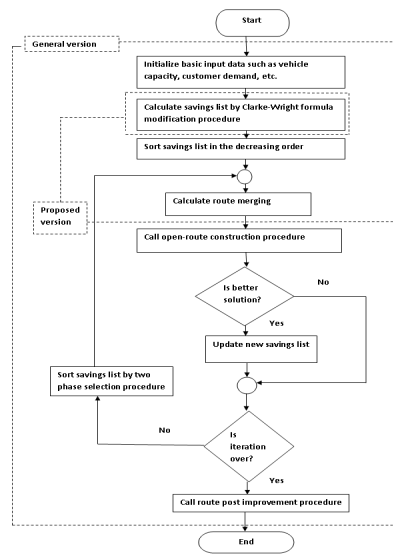 Start
General version
Initialize basic input data such as vehicle
capacity, customer demand, etc.
Calculate savings list by Clarke-Wright formula
modification procedure
Sort savings list in the decreasing order
Calculate route merging
Proposed
version
Call open-route construction procedure
Is better
solution?
No
Yes
Update new savings list
Sort savings list by two
phase selection procedure
Is
iteration
over?
No
Yes
Call route post improvement procedure
End